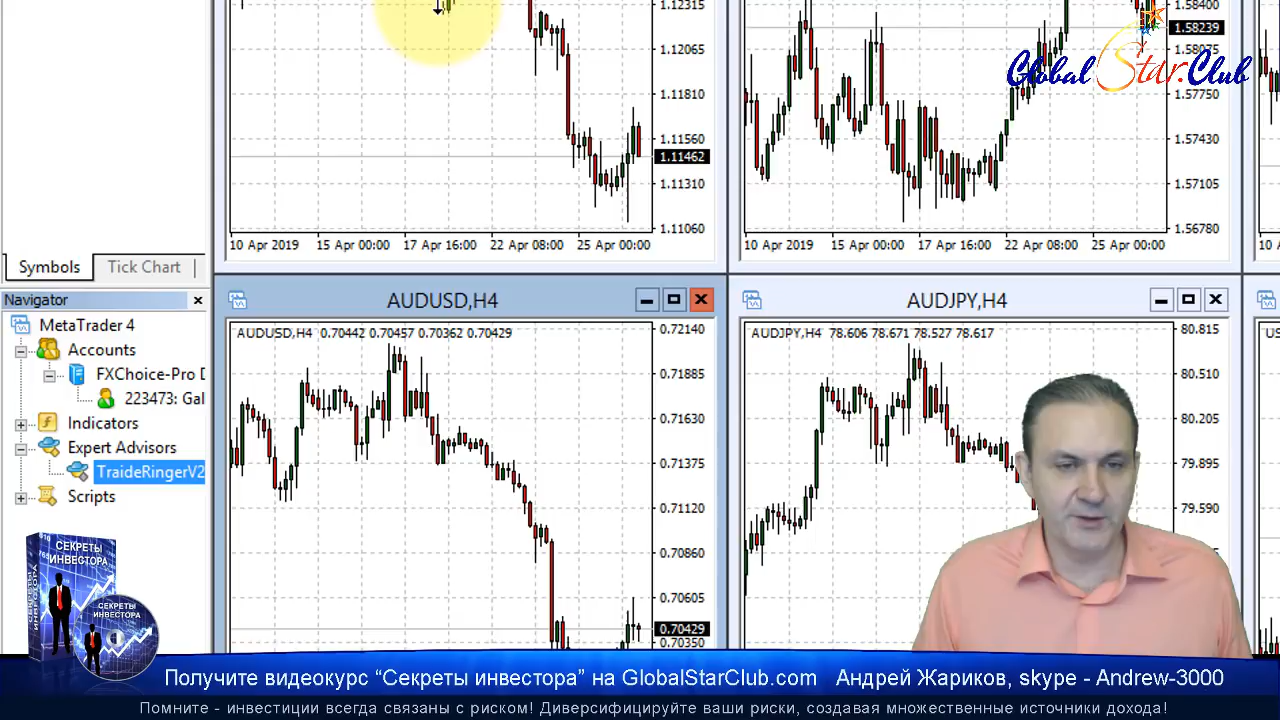 1.12315
1.12065
1.11810
1.11560
1.11462
1.11310
1.11060
10 Apr 2019 15 Apr 00:00 17 Apr 16:00 22 Apr 08:00 25 Apr 00:00
1.58400
1.58239
1.58075
1.57750
1.57430
1.57105
1.56780
10 Apr 2019 15 Apr 00:00 17 Apr 16:00 22 Apr 08:00 25 Apr 00:00
Global Star.Club
Symbols Tick Chart
Navigator
MetaTrader 4
Accounts
FXChoice-Pro D
223473: Gal
Indicators
Expert Advisors
TraideRingerV2
Scripts
AUDUSD,H4
AUDUSD,H4 0.70442 0.70457 0.70362 0.70429
0.72140
0.71885
0.71630
0.71375
0.71120
0.70860
0.70605
0.70429
0.70350
AUDJPY,H4
AUDJPY,H4 78.606 78.671 78.527 78.617
80.815
80.510
80.205
79.895
79.590
US
СЕКРЕТЫ
ИНВЕСТОРА
СЕКРЕТЫ
ИНВЕСТОРА
Получите видеокурс “Секреты инвестора” на GlobalStarClub.com Андрей Жариков, skype - Andrew-3000
Помните - инвестиции всегда связаны с риском! Диверсифицируйте ваши риски, создавая множественные источники дохода!